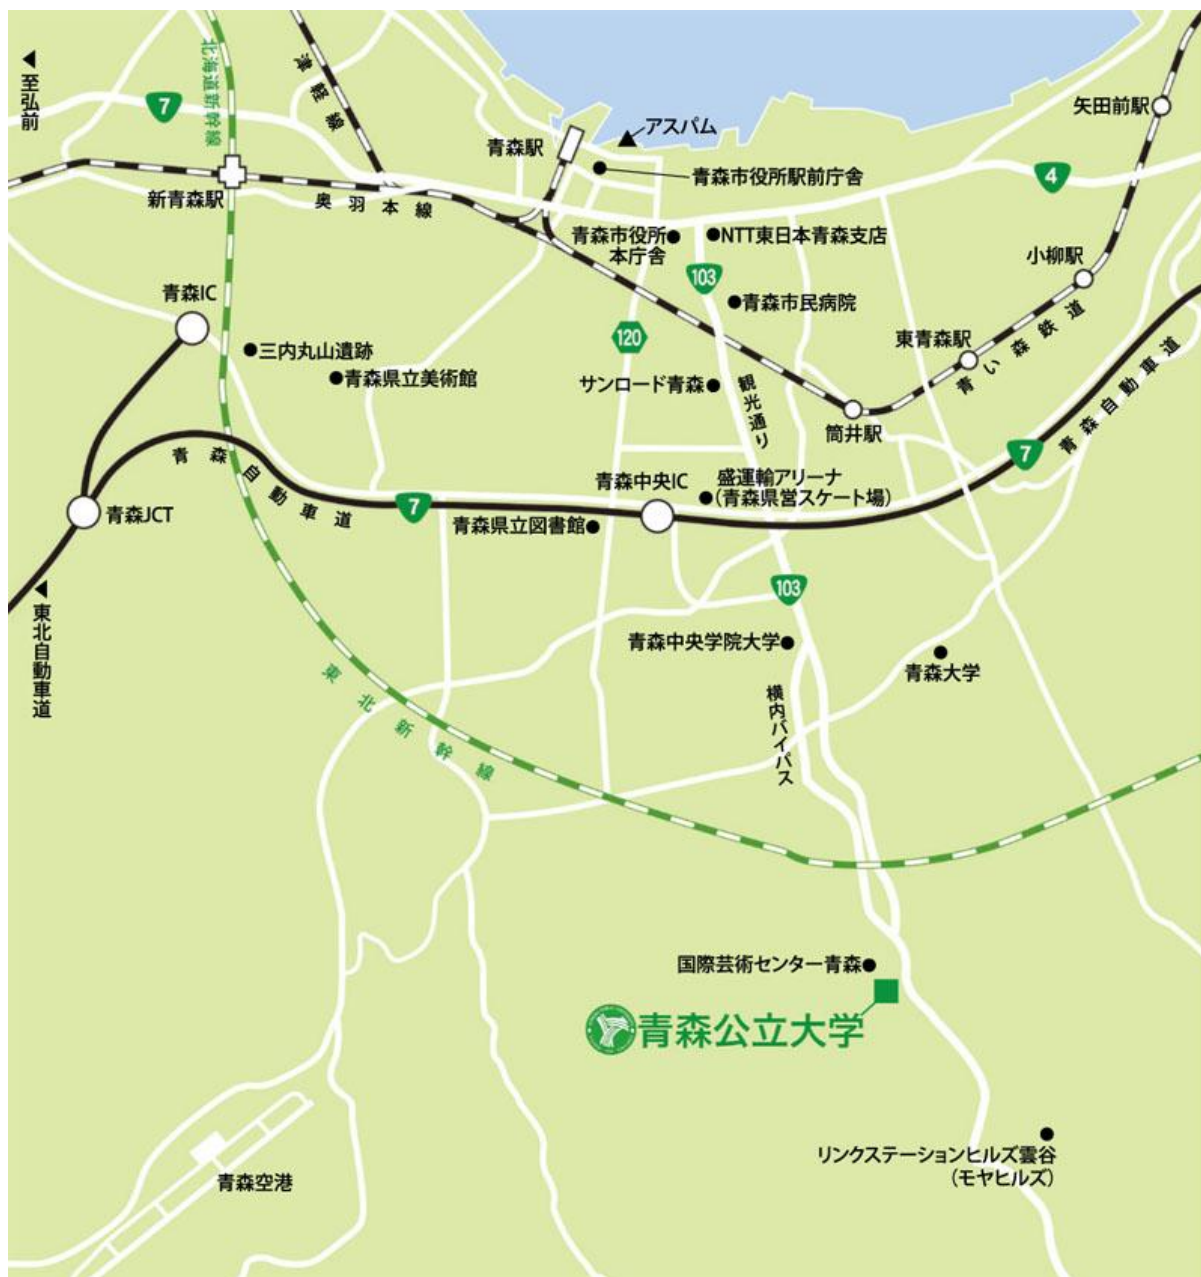 至弘前
7
北海道新幹線
津軽線
青森駅
アスパム
矢田前駅
青森市役所駅前庁舎
4
新青森駅
奥羽本線
青森市役所
本庁舎
NTT東日本青森支店
103
小柳駅
青森IC
青森市民病院
120
東青森駅
三内丸山遺跡
青森県立美術館
サンロード青森
観光通り
青い森鉄道
筒井駅
青森自動車道
7
青森自動車道
青森中央IC
盛運輸アリーナ
(青森県営スケート場)
青森JCT
7
青森県立図書館
103
東北自動車道
青森中央学院大学
青森大学
東北新幹線
横内バイパス
国際芸術センター青森
青森公立大学
リンクステーションヒルズ雲谷
(モヤヒルズ)
青森空港